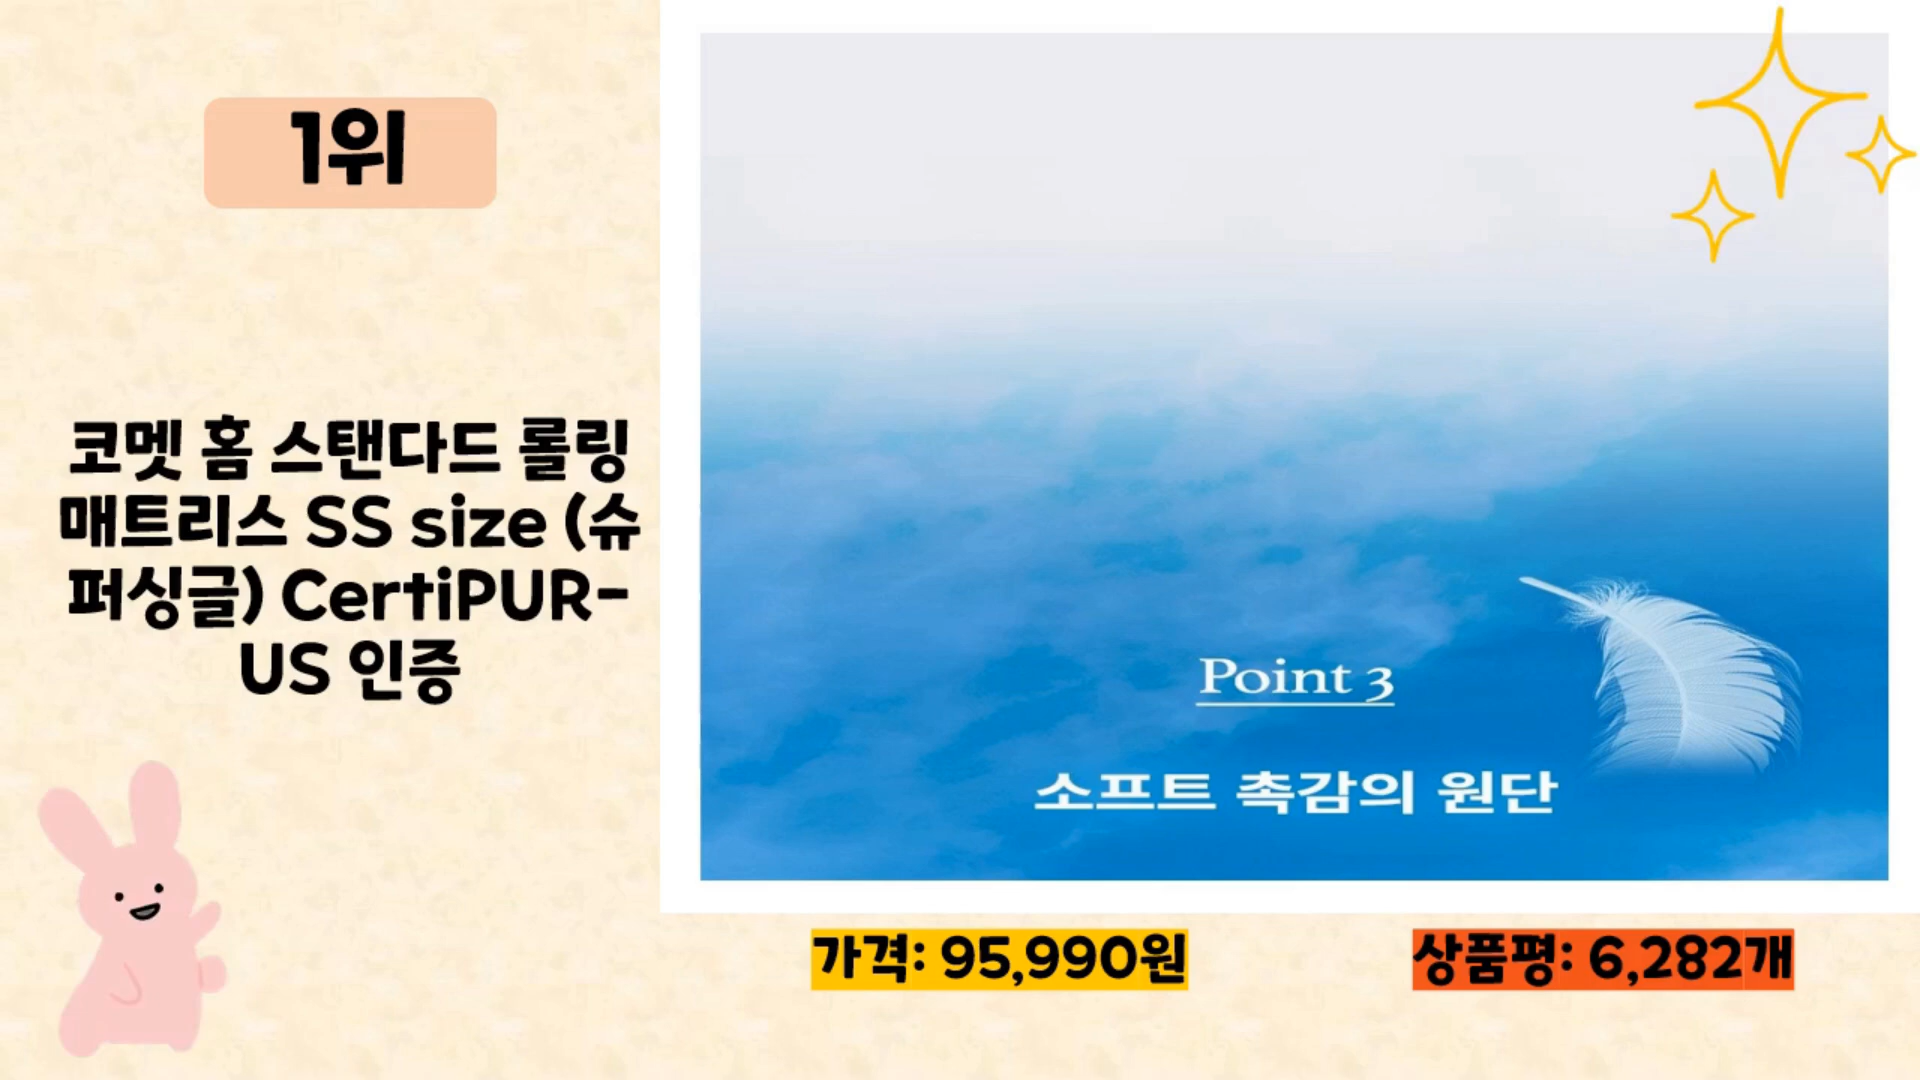 1위
코멧 홈 스탠다드 롤링
매트리스 SS size (슈
퍼싱글) CertiPUR-
US 인증
Point 3
소프트 촉감의 원단
가격: 95,990원
상품평: 6,282개